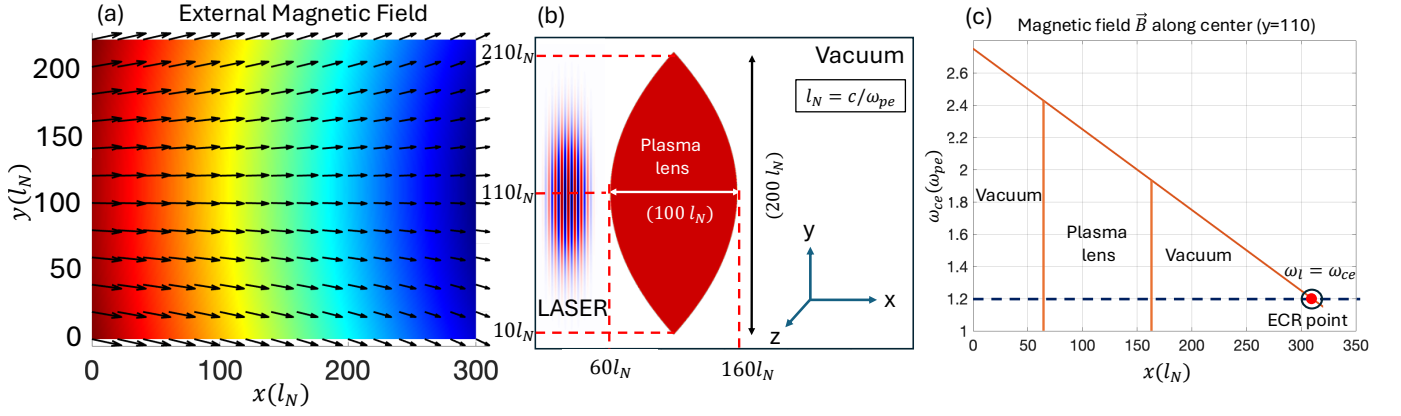 (a) External Magnetic Field
200
150
100
50
0
y(l_N)
0 100 200 300
x(l_N)
(b)
210l_N
110l_N
10l_N
Vacuum
l_N = c/ω_pe
Plasma
lens
(100 l_N)
(200 l_N)
LASER
y
x
z
60l_N
160l_N
(c)
Magnetic field B⃗ along center (y=110)
2.6
2.4
2.2
2
1.8
1.6
1.4
1.2
1
ω_ce(ω_pe)
Vacuum
Plasma
lens
Vacuum
ω_l = ω_ce
ECR point
0 50 100 150 200 250 300 350
x(l_N)